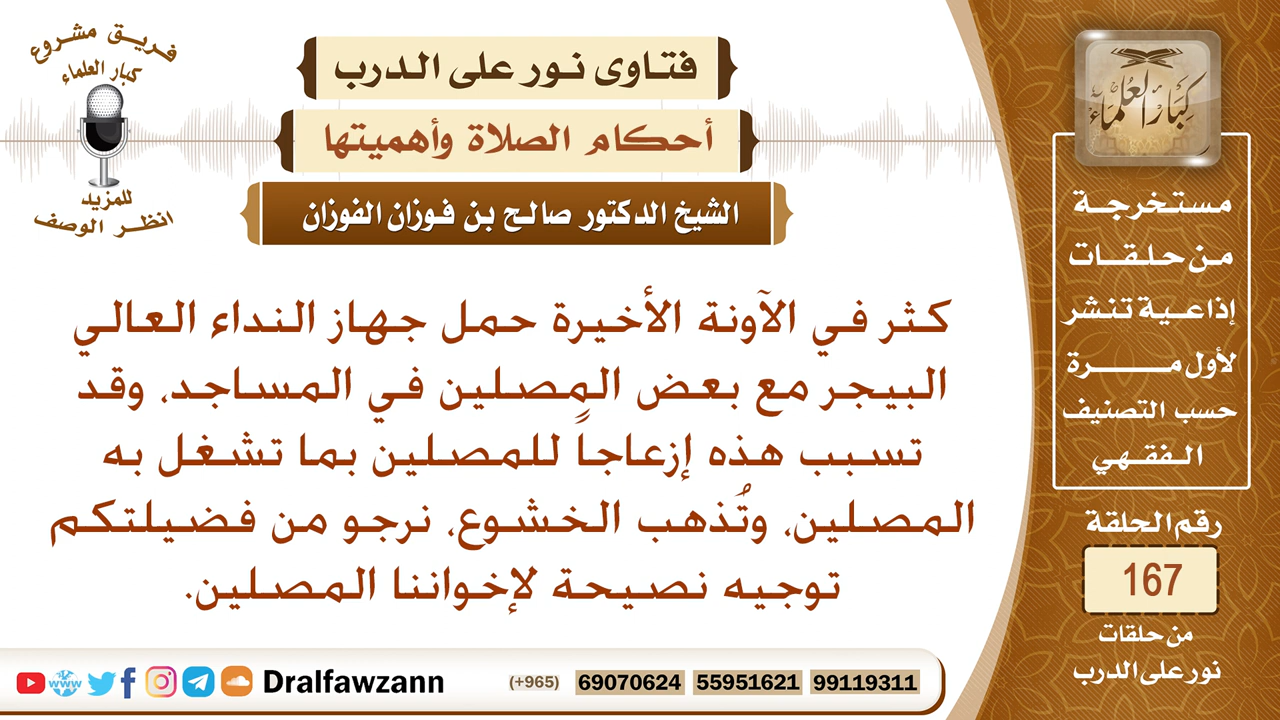 فريق مشروع
كبار العلماء
للمزيد
انظر الوصف
فتاوى نور على الدرب
أحكام الصلاة وأهميتها
الشيخ الدكتور صالح بن فوزان الفوزان
كثر في الآونة الأخيرة حمل جهاز النداء العالي
البيجر مع بعض المصلين في المساجد، وقد
تسبب هذه إزعاجاً للمصلين بما تشغل به
المصلين، وتُذهب الخشوع، نرجو من فضيلتكم
توجيه نصيحة لإخواننا المصلين.
كبار العلماء
مستخرجة
من حلقات
إذاعية تنشر
لأول مرة
حسب التصنيف
الفقهي
رقم الحلقة
167
من حلقات
نور على الدرب
www
Dralfawzann (+965) 69070624 55951621 99119311